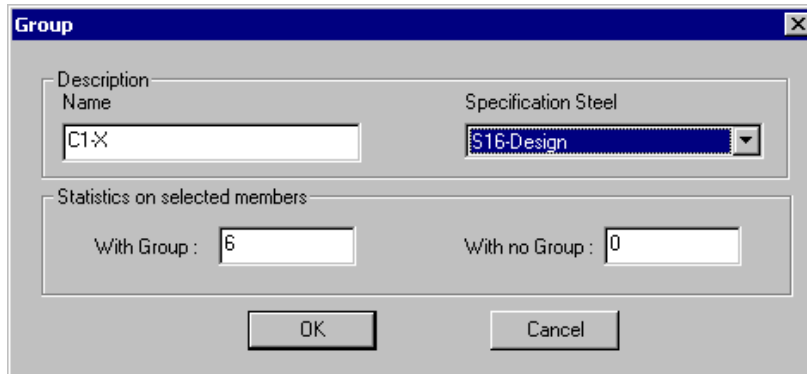 Group
Description
Name
Specification Steel
C1-X
S16-Design
Statistics on selected members
With Group :
6
With no Group :
0
OK
Cancel